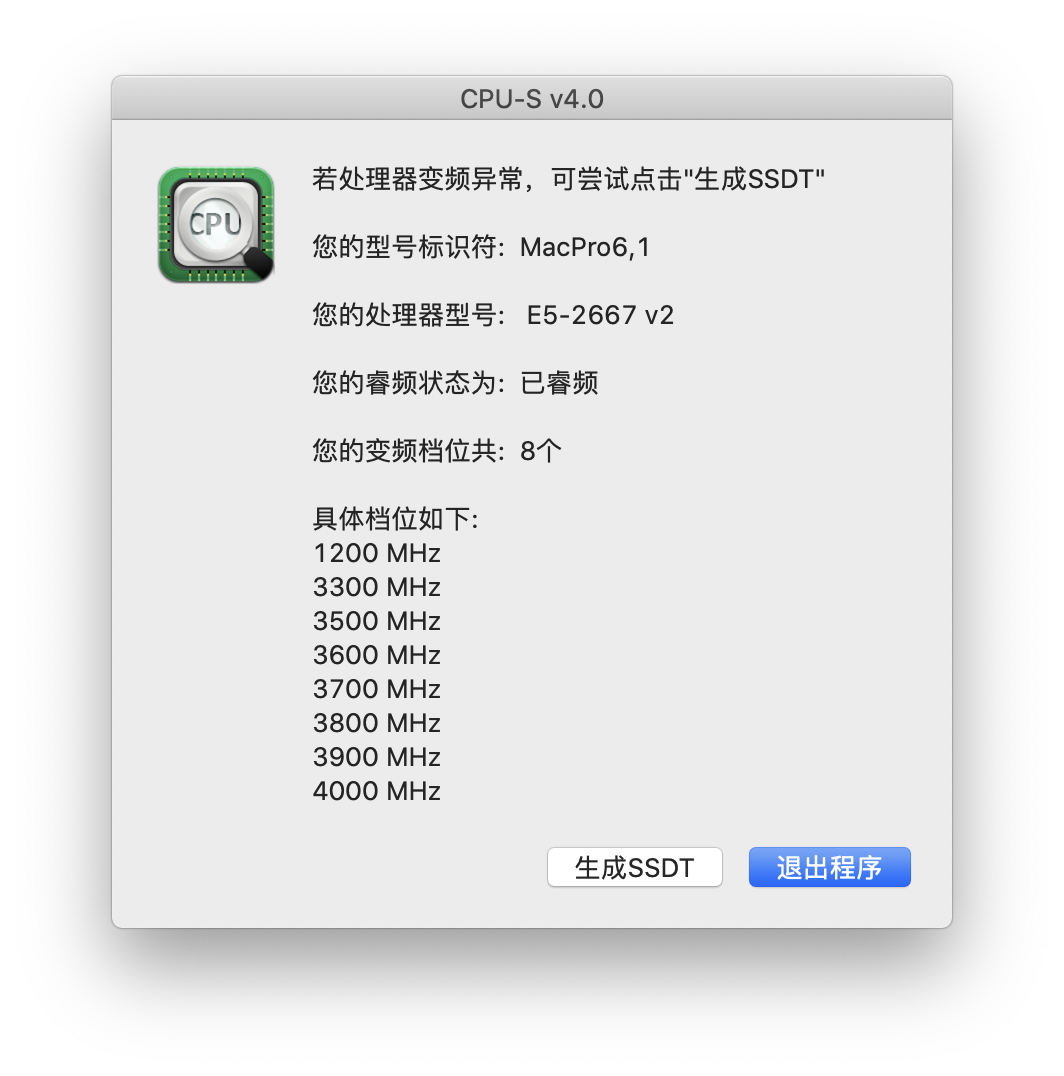 CPU-S v4.0
CPU
若处理器变频异常，可尝试点击"生成SSDT"
您的型号标识符：MacPro6,1
您的处理器型号： E5-2667 v2
您的睿频状态为：已睿频
您的变频档位共：8个
具体档位如下：
1200 MHz
3300 MHz
3500 MHz
3600 MHz
3700 MHz
3800 MHz
3900 MHz
4000 MHz
生成SSDT
退出程序